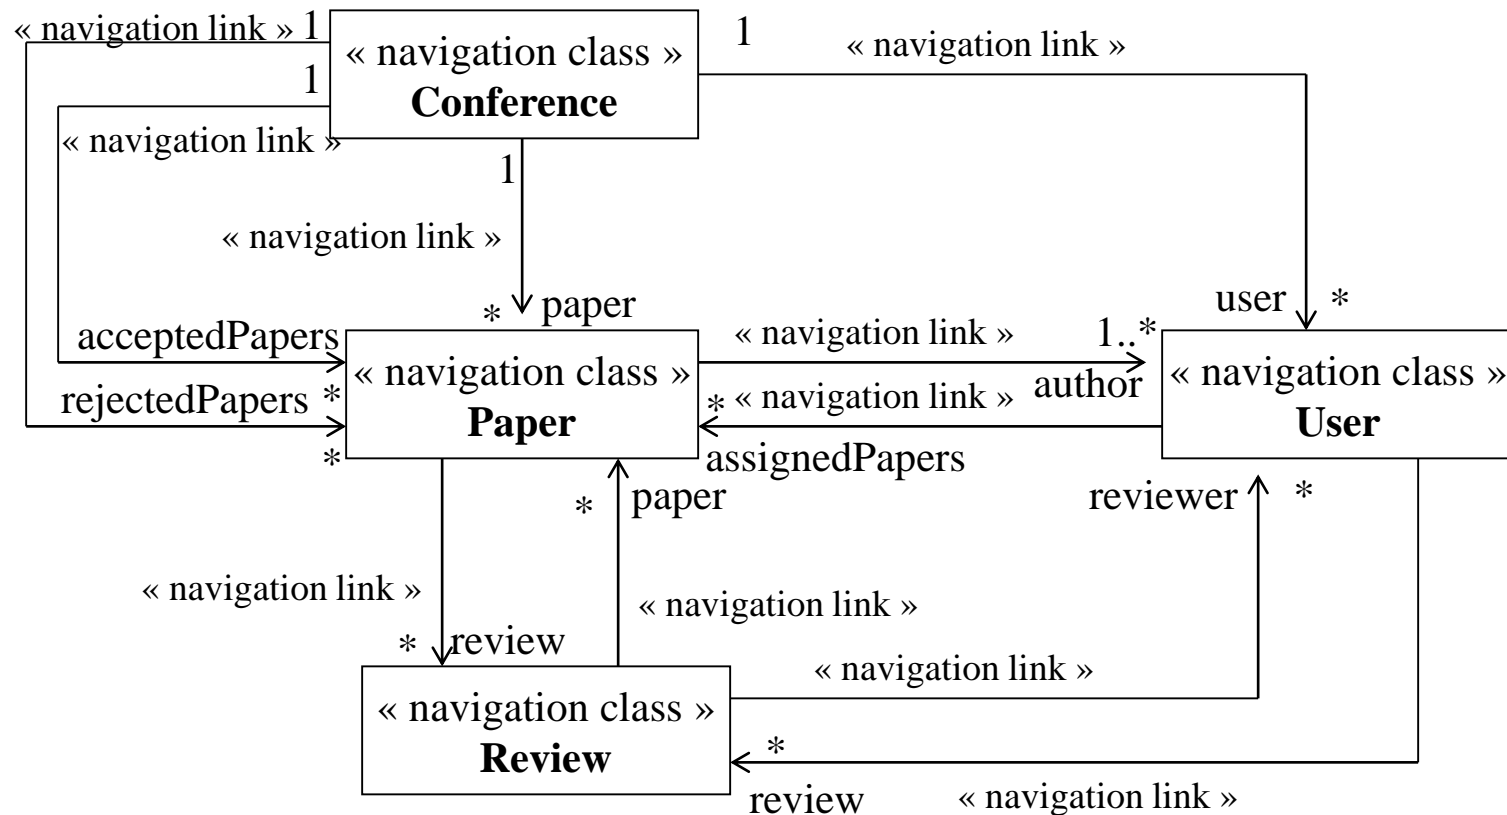 « navigation link » 1
« navigation class »
Conference
1
« navigation link »
1
« navigation link »
1
« navigation link »
* paper
user *
acceptedPapers
*
rejectedPapers
*
« navigation class »
Paper
« navigation link »
1..*
author
« navigation link »
*
assignedPapers
« navigation class »
User
* paper
reviewer *
« navigation link »
« navigation link »
* review
« navigation link »
« navigation class »
Review
*
review
« navigation link »